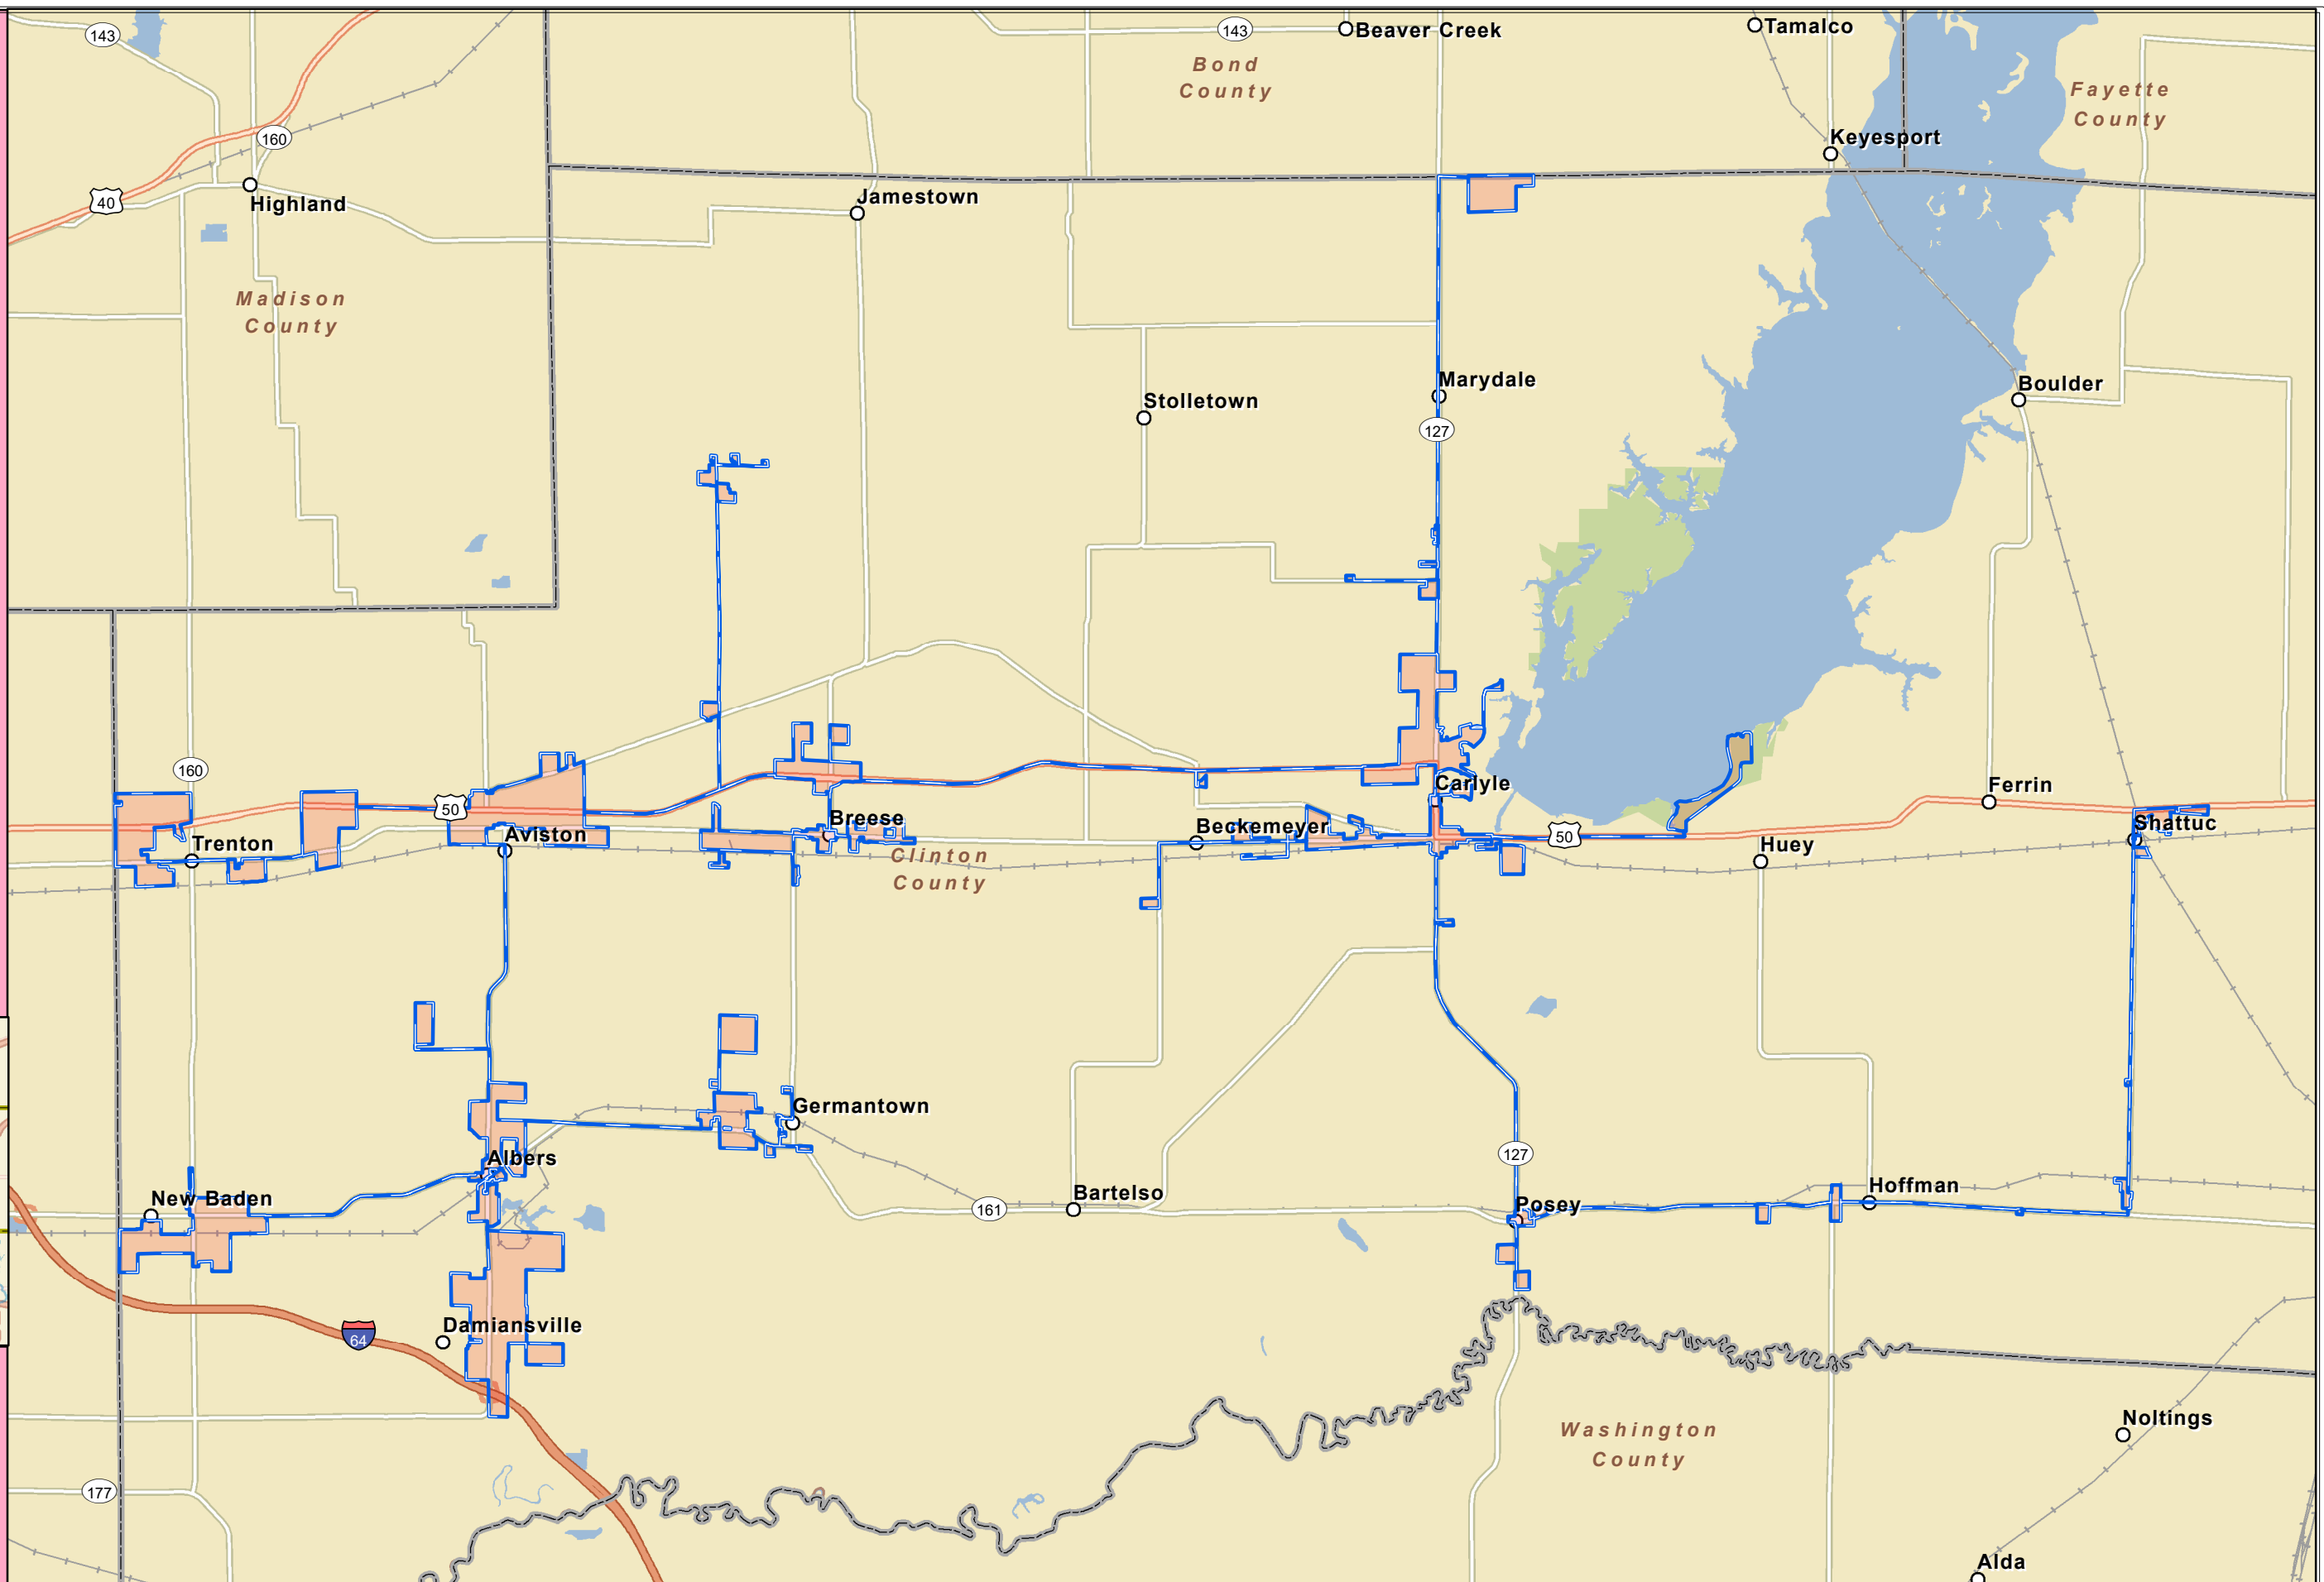 143
143
Beaver Creek
Tamalco
Bond
County
Fayette
County
160
Keyesport
40
Highland
Jamestown
Madison
County
Marydale
Boulder
Stolletown
127
160
Carlyle
Ferrin
50
Breese
Beckemeyer
50
Shattuc
Trenton
Aviston
Huey
Clinton
County
Germantown
127
Albers
Hoffman
New Baden
Bartelso
161
Posey
Damiansville
64
Noltings
Washington
County
177
Alda